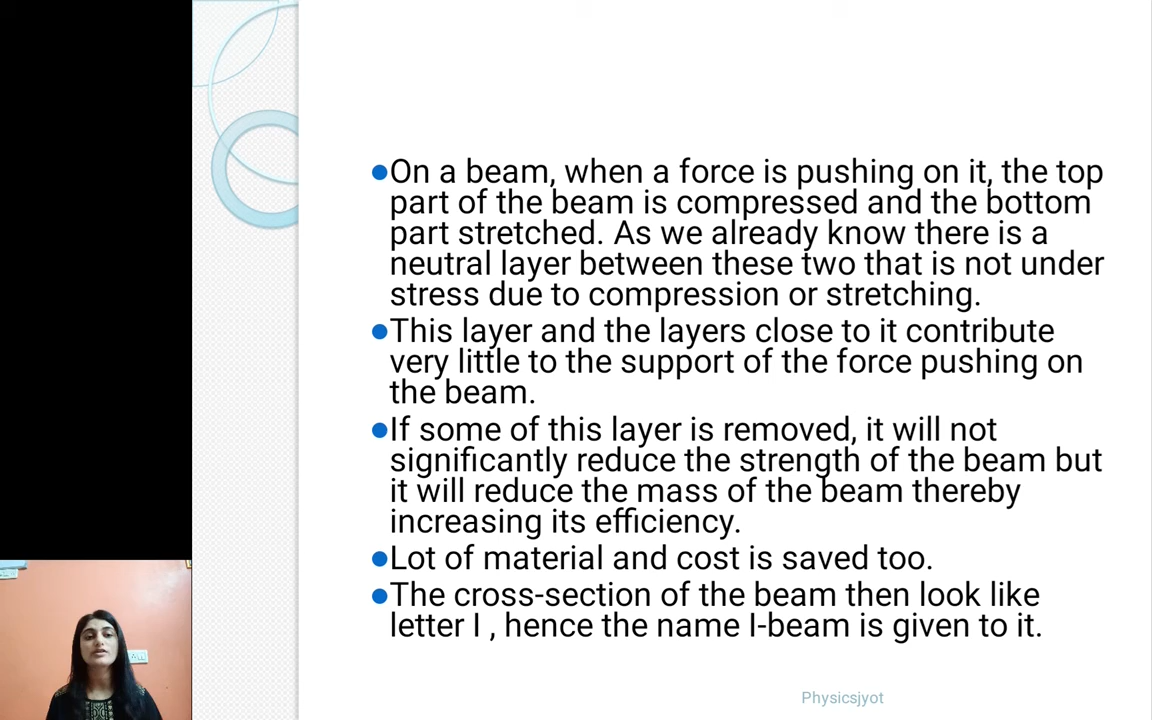 ●On a beam, when a force is pushing on it, the top
part of the beam is compressed and the bottom
part stretched. As we already know there is a
neutral layer between these two that is not under
stress due to compression or stretching.
●This layer and the layers close to it contribute
very little to the support of the force pushing on
the beam.
●If some of this layer is removed, it will not
significantly reduce the strength of the beam but
it will reduce the mass of the beam thereby
increasing its efficiency.
●Lot of material and cost is saved too.
●The cross-section of the beam then look like
letter I , hence the name I-beam is given to it.
Physicsjyot